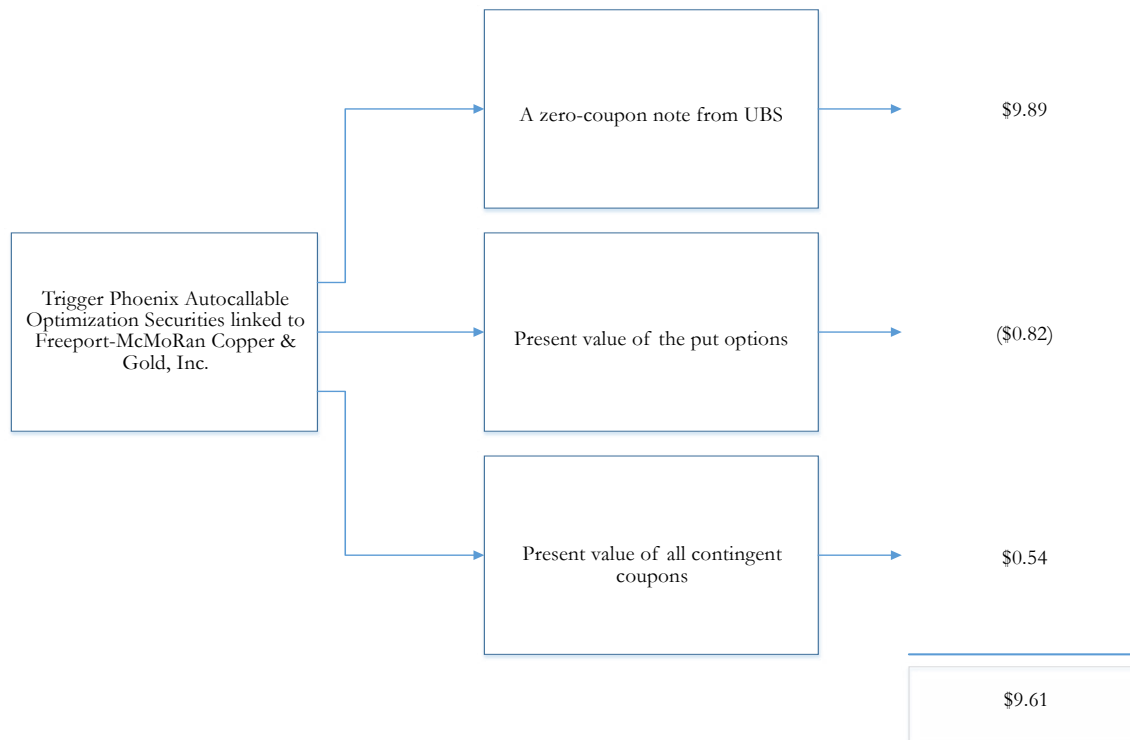 A zero-coupon note from UBS
$9.89
Trigger Phoenix Autocallable
Optimization Securities linked to
Freeport-McMoRan Copper &
Gold, Inc.
Present value of the put options
($0.82)
Present value of all contingent
coupons
$0.54
$9.61